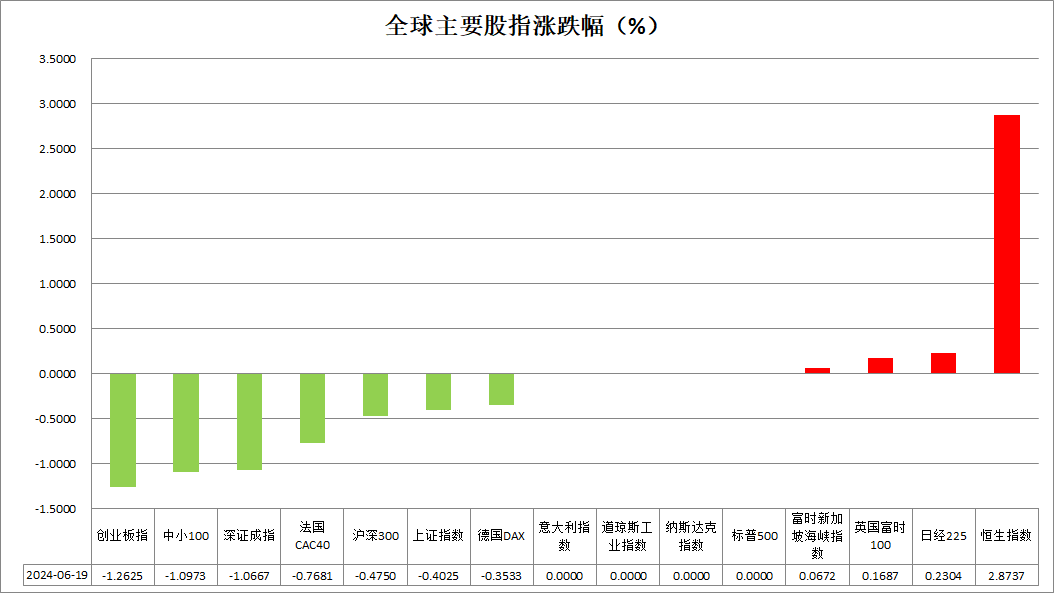 全球主要股指涨跌幅（%）
3.5000
3.0000
2.5000
2.0000
1.5000
1.0000
0.5000
0.0000
-0.5000
-1.0000
-1.5000
创业板指
中小100
深证成指
法国
CAC40
沪深300
上证指数
德国DAX
意大利指
数
道琼斯工
业指数
纳斯达克
指数
标普500
富时新加
坡海峡指
数
英国富时
100
日经225
恒生指数
2024-06-19 -1.2625 -1.0973 -1.0667 -0.7681 -0.4750 -0.4025 -0.3533 0.0000 0.0000 0.0000 0.0000 0.0672 0.1687 0.2304 2.8737